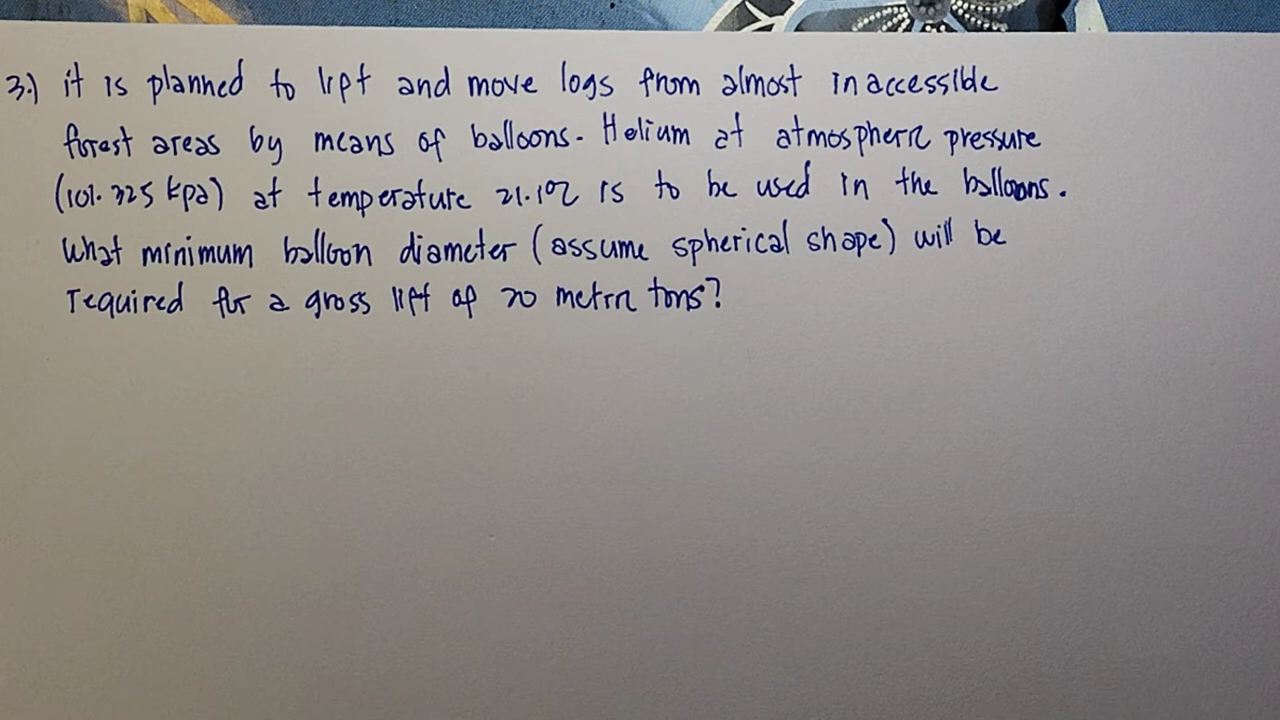 3.) it is planned to lift and move logs from almost inaccessible
forest areas by means of balloons. Helium at atmospheric pressure
(101.325 kpa) at temperature 21.1°C is to be used in the balloons.
What minimum balloon diameter (assume spherical shape) will be
required for a gross lift of 20 metric tons?